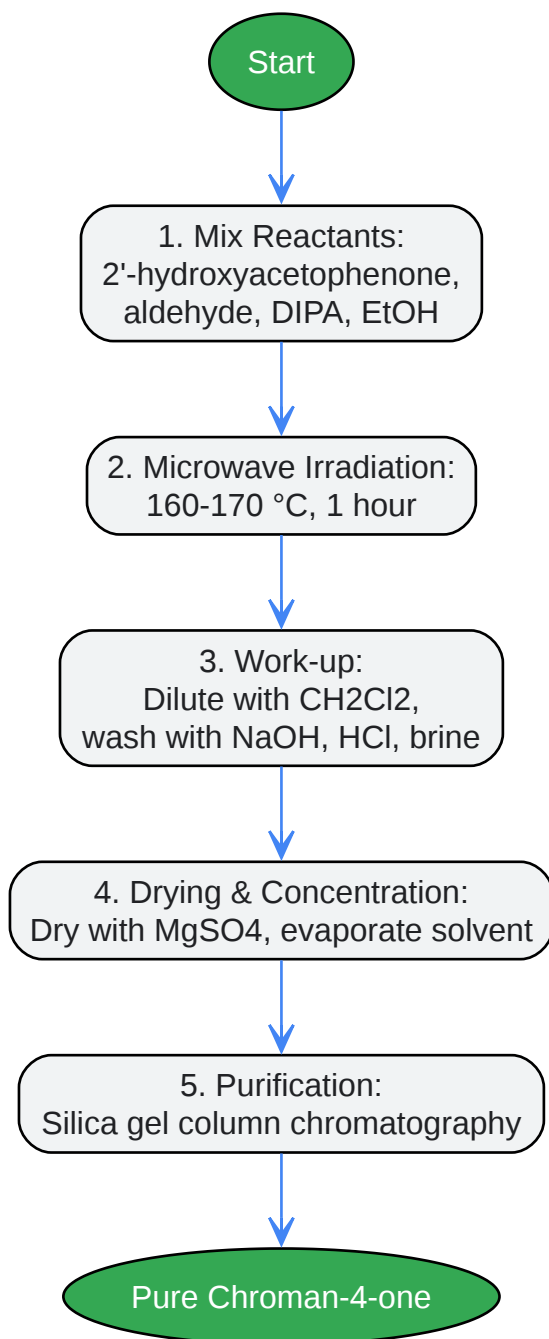 Start
1. Mix Reactants:
2'-hydroxyacetophenone,
aldehyde, DIPA, EtOH
2. Microwave Irradiation:
160-170 °C, 1 hour
3. Work-up:
Dilute with CH2Cl2,
wash with NaOH, HCl, brine
4. Drying & Concentration:
Dry with MgSO4, evaporate solvent
5. Purification:
Silica gel column chromatography
Pure Chroman-4-one